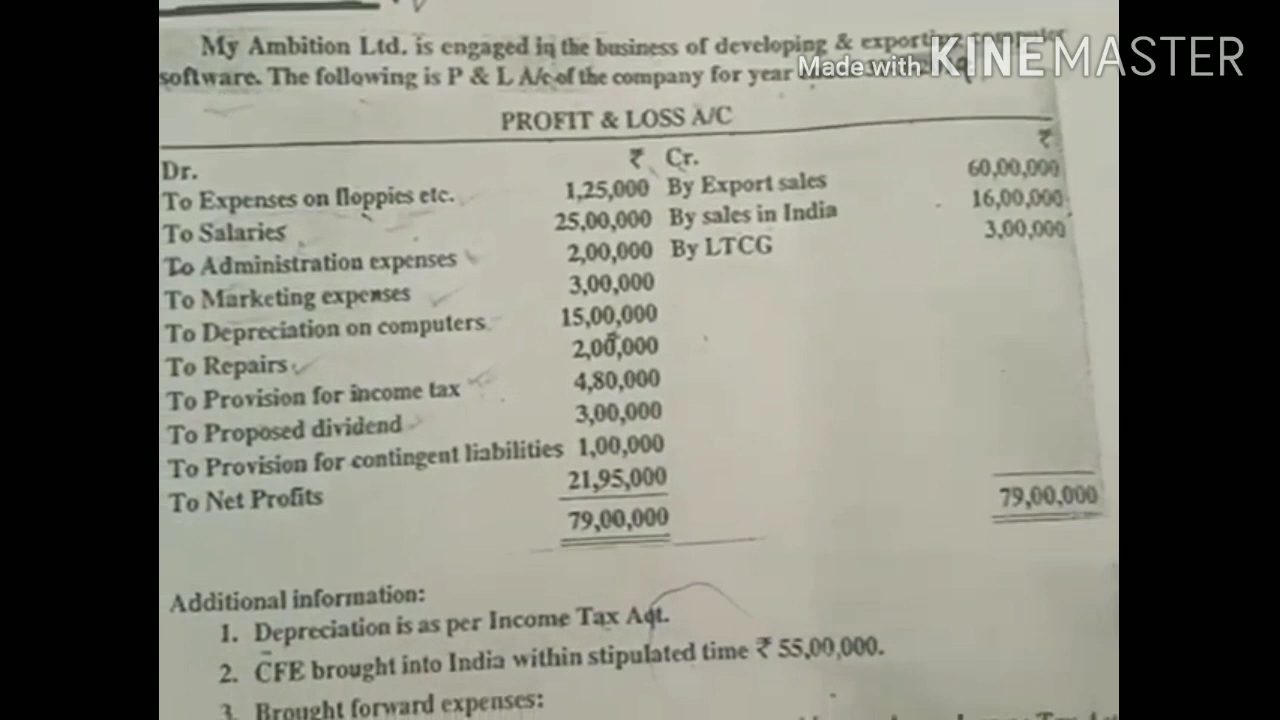 My Ambition Ltd. is engaged in the business of developing & exporting computer
software. The following is P & L A/c of the company for year
Made with KINEMASTER
PROFIT & LOSS A/C
Dr. ₹ Cr. ₹
To Expenses on floppies etc. 1,25,000 By Export sales 60,00,000
To Salaries 25,00,000 By sales in India 16,00,000
To Administration expenses 2,00,000 By LTCG 3,00,000
To Marketing expenses 3,00,000
To Depreciation on computers 15,00,000
To Repairs 2,00,000
To Provision for income tax 4,80,000
To Proposed dividend 3,00,000
To Provision for contingent liabilities 1,00,000
To Net Profits 21,95,000
79,00,000 79,00,000
Additional information:
1. Depreciation is as per Income Tax Act.
2. CFE brought into India within stipulated time ₹ 55,00,000.
3. Brought forward expenses: